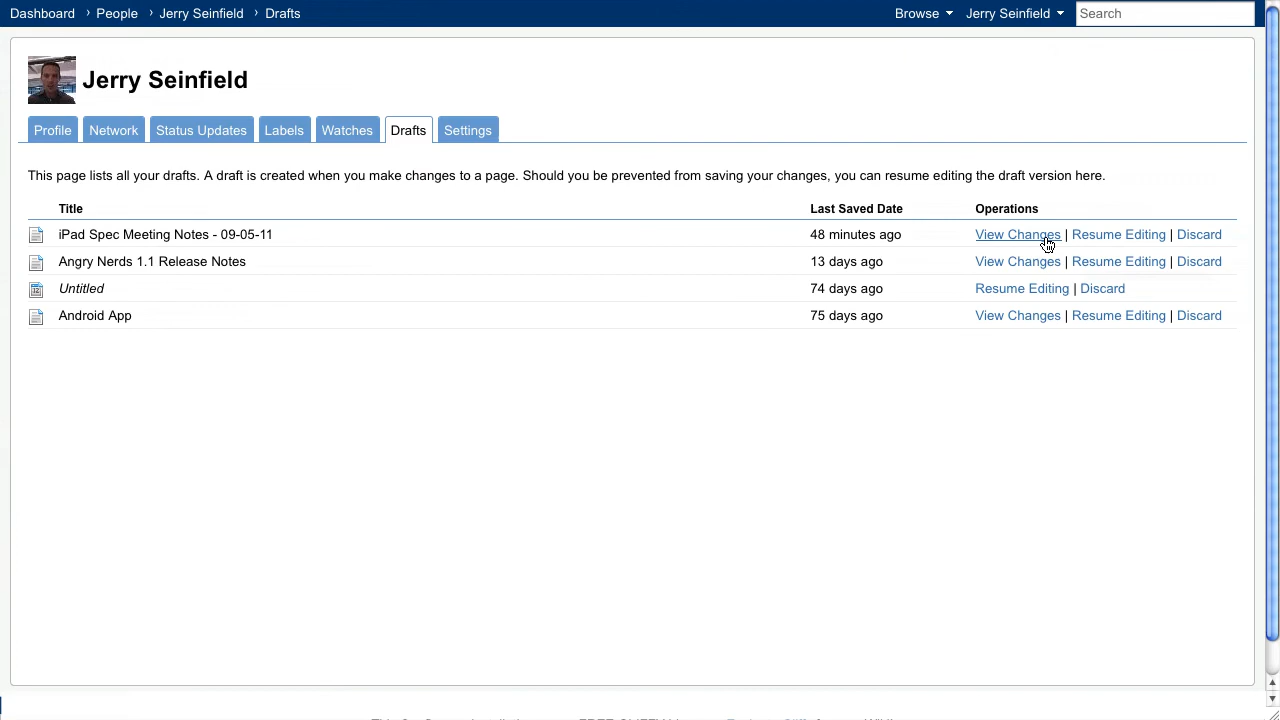 Dashboard › People › Jerry Seinfield › Drafts Browse Jerry Seinfield Search
Jerry Seinfield
Profile Network Status Updates Labels Watches Drafts Settings
This page lists all your drafts. A draft is created when you make changes to a page. Should you be prevented from saving your changes, you can resume editing the draft version here.
Title Last Saved Date Operations
iPad Spec Meeting Notes - 09-05-11 48 minutes ago View Changes | Resume Editing | Discard
Angry Nerds 1.1 Release Notes 13 days ago View Changes | Resume Editing | Discard
Untitled 74 days ago Resume Editing | Discard
Android App 75 days ago View Changes | Resume Editing | Discard